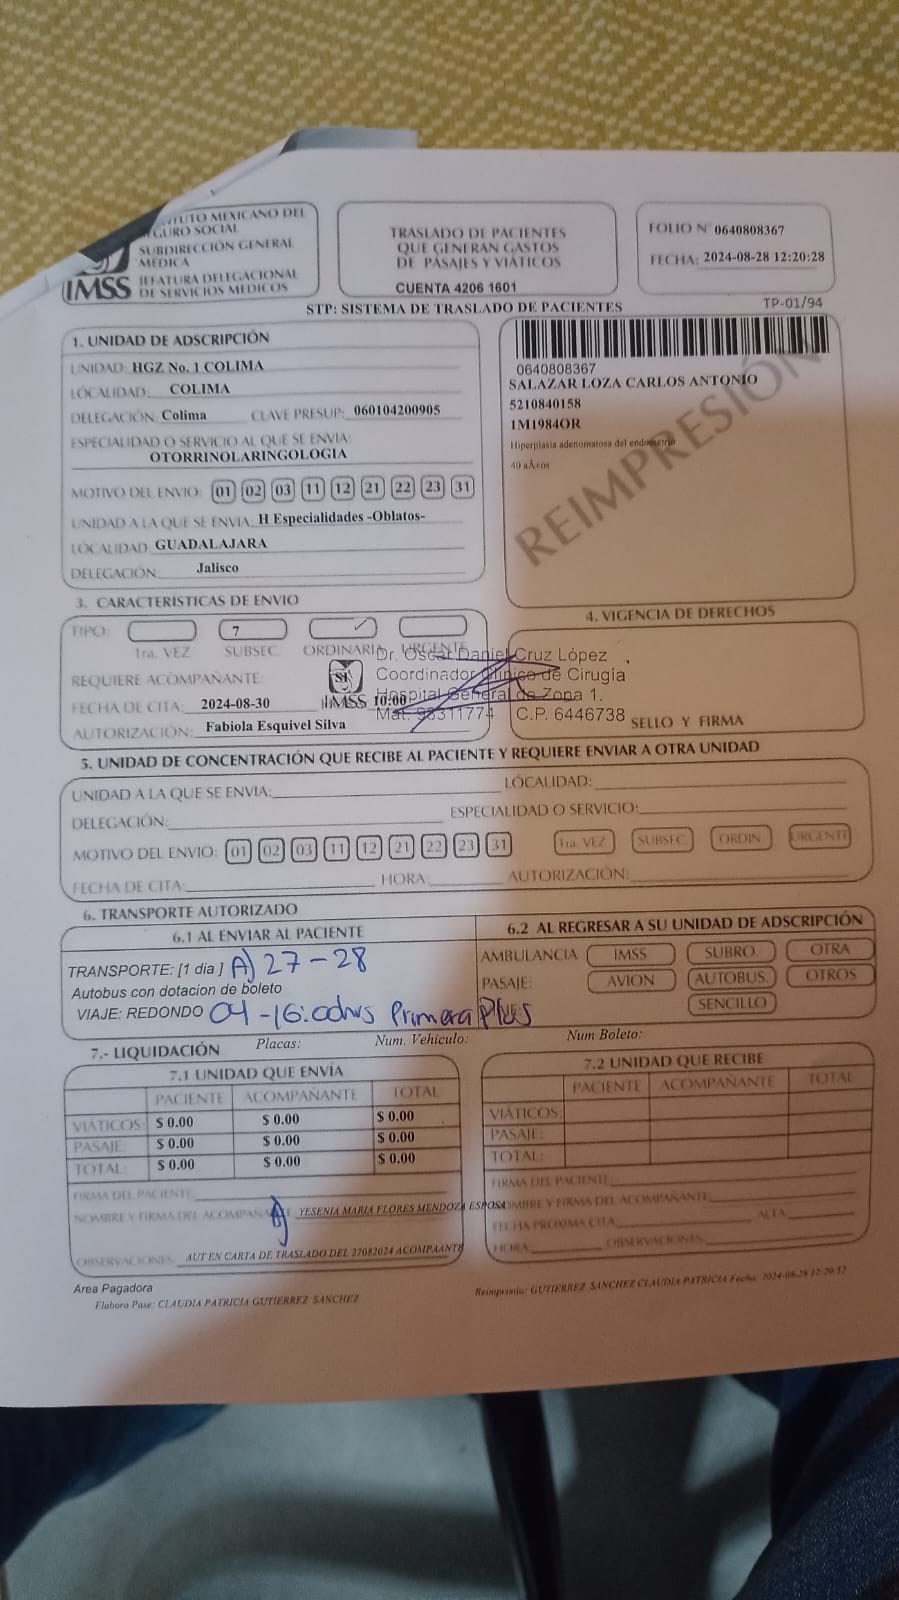 TUTO MEXICANO DEL
GURO SOCIAL
SUBDIRECCIÓN GENERAL
MÉDICA
JEFATURA DELEGACIONAL
DE SERVICIOS MEDICOS
IMSS
TRASLADO DE PACIENTES
QUE GENERAN GASTOS
DE PASAJES Y VIÁTICOS
CUENTA 4206 1601
FOLIO N° 0640808367
FECHA: 2024-08-28 12:20:28
STP: SISTEMA DE TRASLADO DE PACIENTES
TP-01/94
1. UNIDAD DE ADSCRIPCIÓN
UNIDAD: HGZ No. 1 COLIMA
LOCALIDAD: COLIMA
DELEGACIÓN: Colima CLAVE PRESUP: 060104200905
ESPECIALIDAD O SERVICIO AL QUE SE ENVIA:
OTORRINOLARINGOLOGIA
MOTIVO DEL ENVIO: 01 02 03 11 12 21 22 23 31
UNIDAD A LA QUE SE ENVIA: H Especialidades -Oblatos-
LOCALIDAD: GUADALAJARA
DELEGACIÓN: Jalisco
0640808367
SALAZAR LOZA CARLOS ANTONIO
5210840158
1M1984OR
Hiperplasia adenomatosa del endometrio
40 aÃ±os
REIMPRESIÓN
3. CARACTERÍSTICAS DE ENVIO
TIPO: 7 ✓
1ra. VEZ SUBSEC. ORDINARIA URGENTE
REQUIERE ACOMPAÑANTE: SI
FECHA DE CITA: 2024-08-30 IMSS 10:00
AUTORIZACIÓN: Fabiola Esquivel Silva
4. VIGENCIA DE DERECHOS
Dr. Oscar Daniel Cruz López
Coordinador Clínico de Cirugía
Hospital General de Zona 1.
Mat. 98311774 C.P. 6446738
SELLO Y FIRMA
5. UNIDAD DE CONCENTRACIÓN QUE RECIBE AL PACIENTE Y REQUIERE ENVIAR A OTRA UNIDAD
UNIDAD A LA QUE SE ENVIA: LOCALIDAD:
DELEGACIÓN: ESPECIALIDAD O SERVICIO:
MOTIVO DEL ENVIO: 01 02 03 11 12 21 22 23 31 1ra. VEZ SUBSEC. ORDIN. URGENTE
FECHA DE CITA: HORA: AUTORIZACIÓN:
6. TRANSPORTE AUTORIZADO
6.1 AL ENVIAR AL PACIENTE
TRANSPORTE: [1 dia ] A) 27-28
Autobus con dotacion de boleto
VIAJE: REDONDO 04-16:00hrs Primera Plus
6.2 AL REGRESAR A SU UNIDAD DE ADSCRIPCIÓN
AMBULANCIA IMSS SUBRO. OTRA
PASAJE: AVION AUTOBUS. OTROS
SENCILLO
Placas: Num. Vehiculo: Num Boleto:
7.- LIQUIDACIÓN
7.1 UNIDAD QUE ENVÍA
PACIENTE ACOMPAÑANTE TOTAL
VIÁTICOS: $ 0.00 $ 0.00 $ 0.00
PASAJE: $ 0.00 $ 0.00 $ 0.00
TOTAL: $ 0.00 $ 0.00 $ 0.00
FIRMA DEL PACIENTE
NOMBRE Y FIRMA DEL ACOMPAÑANTE YESENIA MARIA FLORES MENDOZA ESPOSA
OBSERVACIONES: AUT EN CARTA DE TRASLADO DEL 27082024 ACOMPAANTE
7.2 UNIDAD QUE RECIBE
PACIENTE ACOMPAÑANTE TOTAL
VIÁTICOS:
PASAJE:
TOTAL:
FIRMA DEL PACIENTE
NOMBRE Y FIRMA DEL ACOMPAÑANTE:
FECHA PROXIMA CITA ALTA
HORA: OBSERVACIONES:
Area Pagadora
Elabora Pase: CLAUDIA PATRICIA GUTIERREZ SANCHEZ
Reimprimio: GUTIERREZ SANCHEZ CLAUDIA PATRICIA Fecha: 2024-08-28 12:20:52